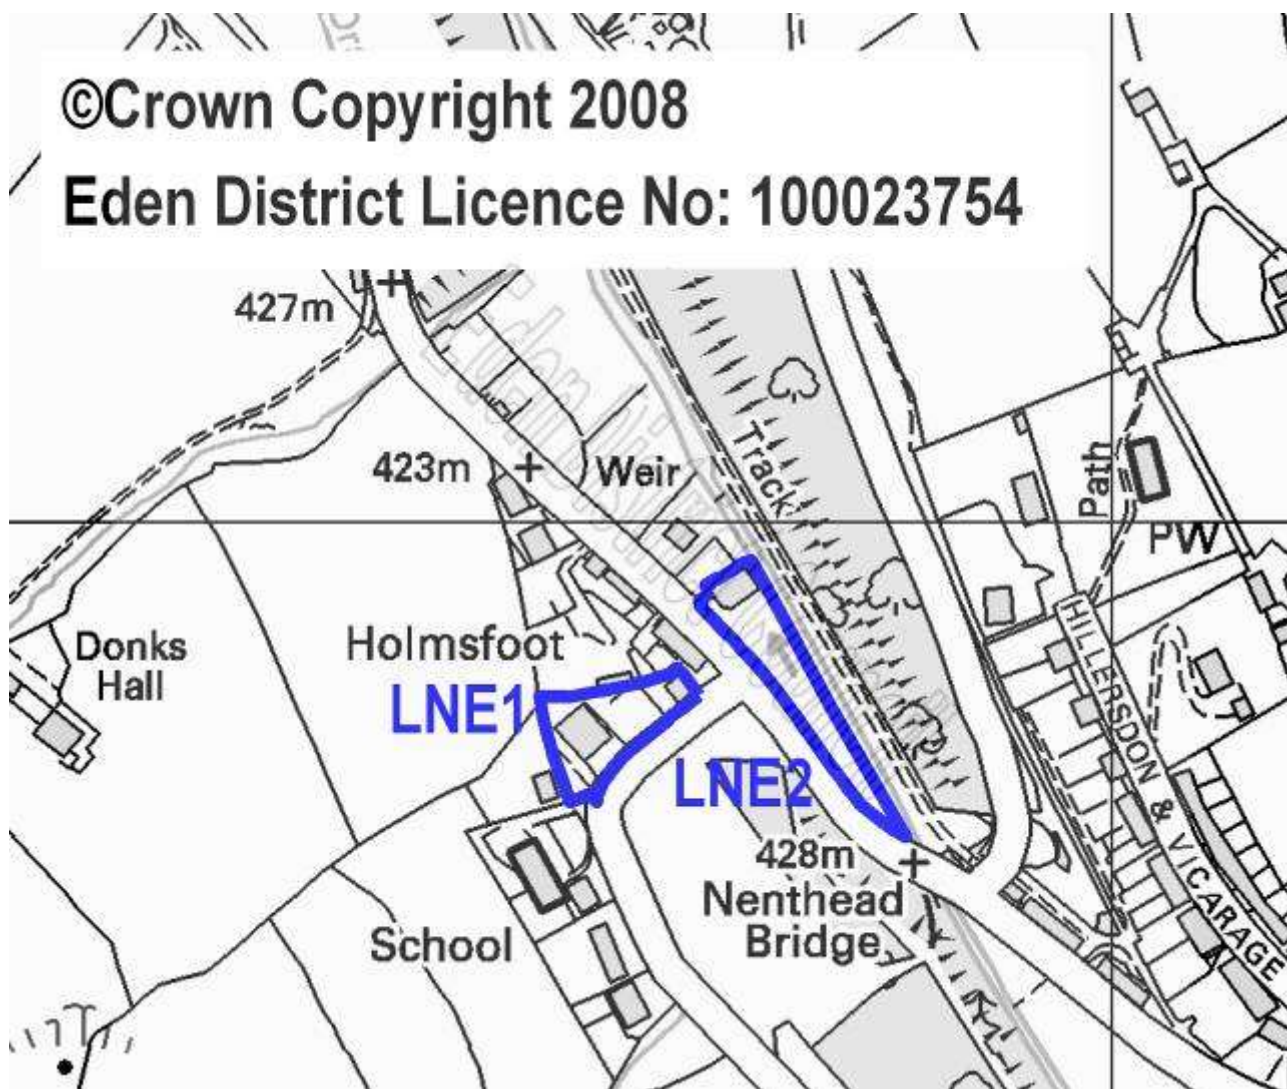 ©Crown Copyright 2008
Eden District Licence No: 100023754
427m
423m
Weir
Track
Path
PW
Donks
Hall
Holmsfoot
LNE1
LNE2
HILLERSDON & VICARAGE
428m
Nenthead
Bridge
School